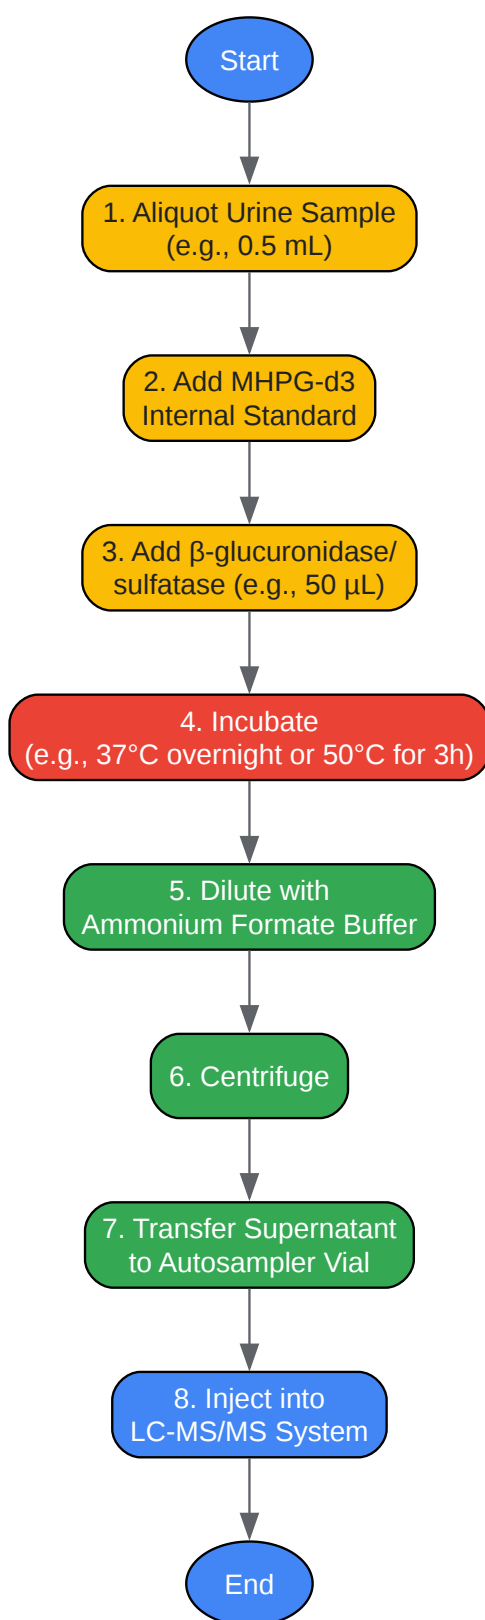 Start
1. Aliquot Urine Sample
(e.g., 0.5 mL)
2. Add MHPG-d3
Internal Standard
3. Add β-glucuronidase/
sulfatase (e.g., 50 µL)
4. Incubate
(e.g., 37°C overnight or 50°C for 3h)
5. Dilute with
Ammonium Formate Buffer
6. Centrifuge
7. Transfer Supernatant
to Autosampler Vial
8. Inject into
LC-MS/MS System
End